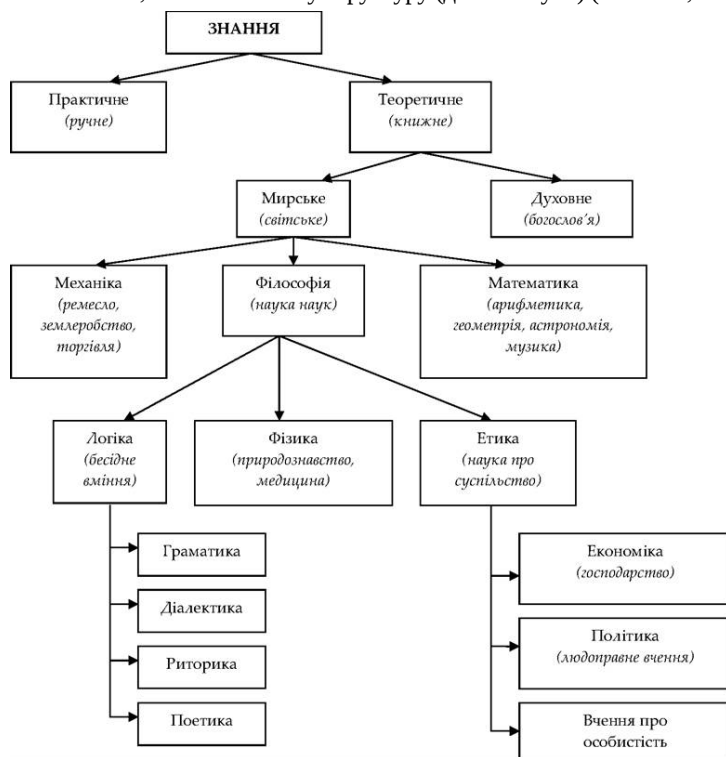 ЗНАННЯ
Практичне
(ручне)
Теоретичне
(книжне)
Мирське
(світське)
Духовне
(богослов’я)
Механіка
(ремесло,
землеробство,
торгівля)
Філософія
(наука наук)
Математика
(арифметика,
геометрія, астрономія,
музика)
Логіка
(бесідне
вміння)
Фізика
(природознавство,
медицина)
Етика
(наука про
суспільство)
Граматика
Діалектика
Риторика
Поетика
Економіка
(господарство)
Політика
(людоправне вчення)
Вчення про
особистість